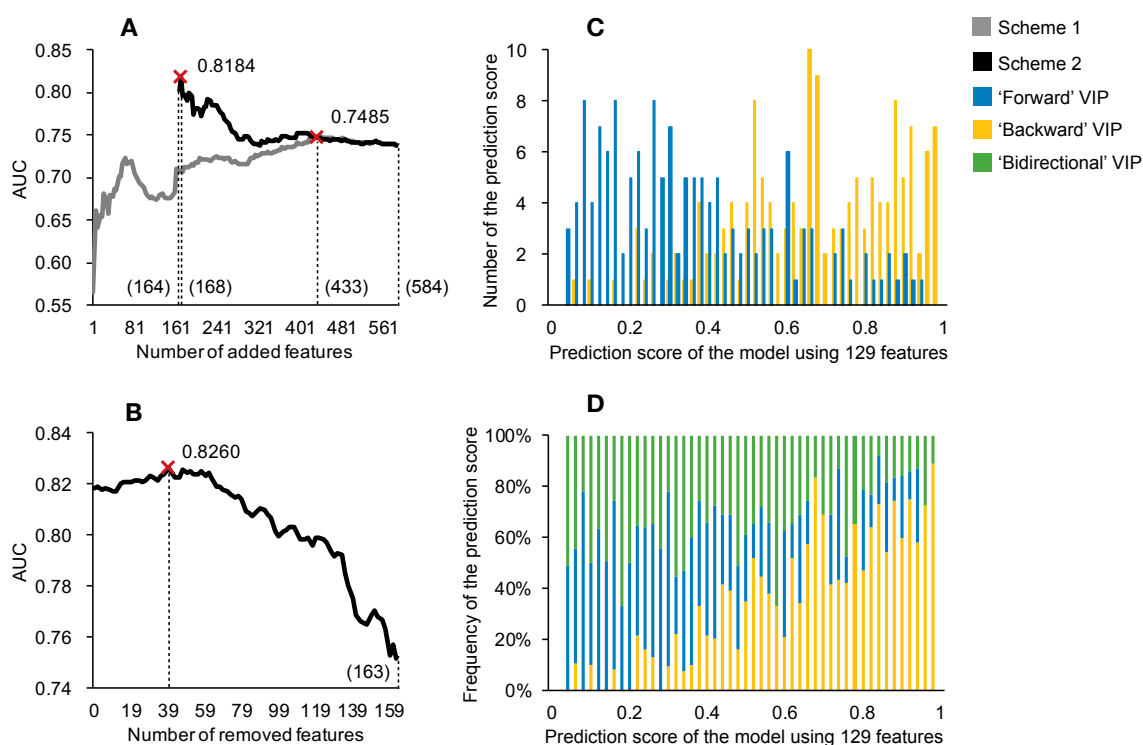 A
0.85
0.80
0.75
0.70
0.65
0.60
0.55
AUC
0.8184
0.7485
(164)
(168)
(433)
(584)
1 81 161 241 321 401 481 561
Number of added features
B
0.84
0.82
0.80
0.78
0.76
0.74
AUC
0.8260
(163)
0 19 39 59 79 99 119 139 159
Number of removed features
C
10
8
6
4
2
0
Number of the prediction score
0 0.2 0.4 0.6 0.8 1
Prediction score of the model using 129 features
D
100%
80%
60%
40%
20%
0%
Frequency of the prediction score
0 0.2 0.4 0.6 0.8 1
Prediction score of the model using 129 features
Scheme 1
Scheme 2
‘Forward’ VIP
‘Backward’ VIP
‘Bidirectional’ VIP